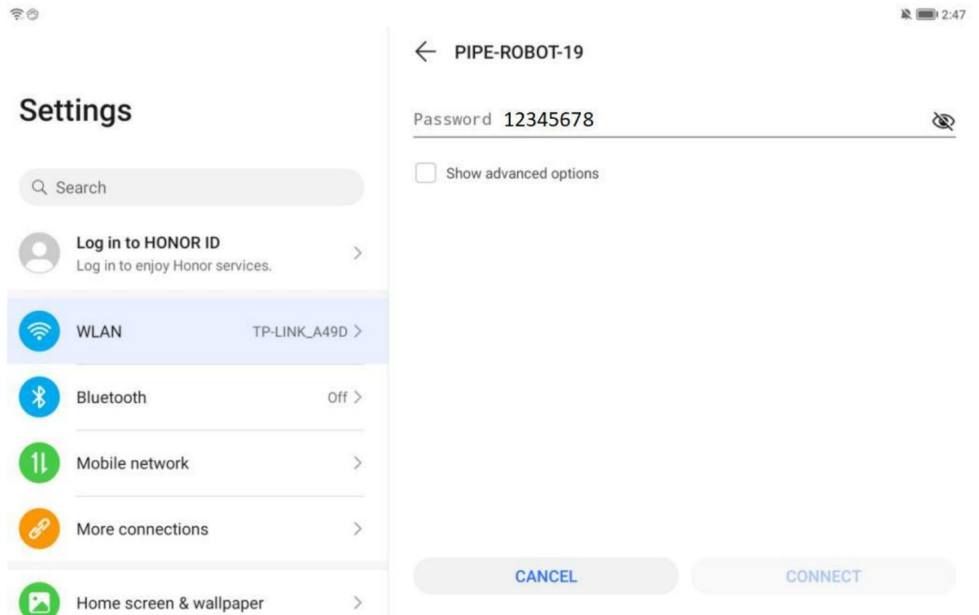 2:47
Settings
Search
Log in to HONOR ID
Log in to enjoy Honor services.
WLAN TP-LINK_A49D
Bluetooth Off
Mobile network
More connections
Home screen & wallpaper
PIPE-ROBOT-19
Password 12345678
Show advanced options
CANCEL CONNECT